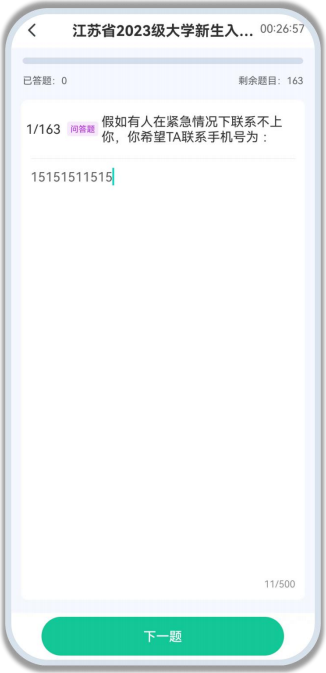 江苏省2023级大学新生入... 00:26:57
已答题：0 剩余题目：163
1/163 问答题 假如有人在紧急情况下联系不上
你，你希望TA联系手机号为：
15151511515
11/500
下一题